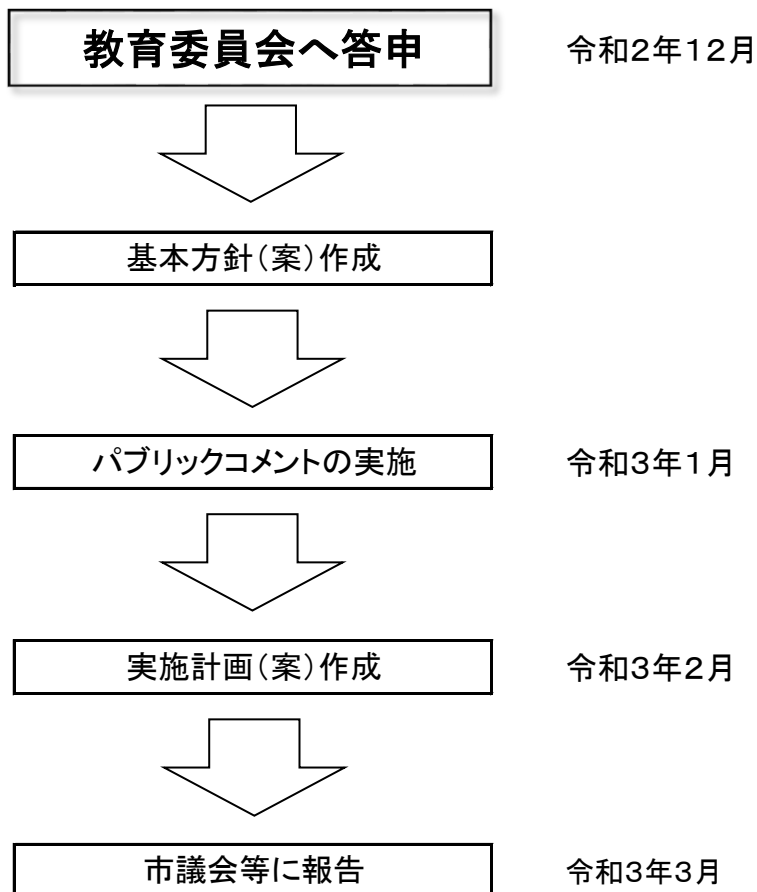 教育委員会へ答申 令和2年12月
基本方針(案)作成
パブリックコメントの実施 令和3年1月
実施計画(案)作成 令和3年2月
市議会等に報告 令和3年3月